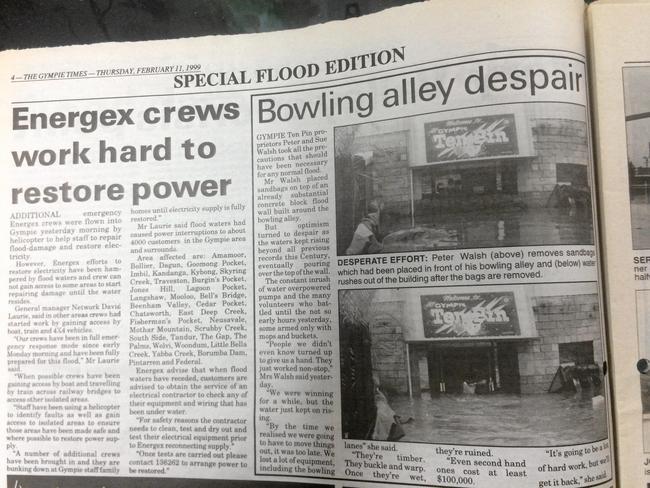 4 — THE GYMPIE TIMES — THURSDAY, FEBRUARY 11, 1999
SPECIAL FLOOD EDITION
Energex crews
work hard to
restore power
ADDITIONAL emergency
Energex crews were flown into
Gympie yesterday morning by
helicopter to help staff to repair
flood-damage and restore elec-
tricity.
However, Energex efforts to
restore electricity have been ham-
pered by flood waters and crew can
not gain access to some areas to start
repairing damage until the water
recedes.
General manager Network David
Laurie, said in other areas crews had
started work by gaining access by
boat, train and 4X4 vehicles.
"Our crews have been in full emer-
gency response mode since early
Monday morning and have been fully
prepared for this flood," Mr Laurie
said.
"When possible crews have been
gaining access by boat and travelling
by train across railway bridges to
access other isolated areas.
"Staff have been using a helicopter
to identify faults as well as gain
access to isolated areas to ensure
those areas have been made safe and
where possible to restore power sup-
ply.
"A number of additional crews
have been brought in and they are
bunking down at Gympie staff family
homes until electricity supply is fully
restored."
Mr Laurie said flood waters had
caused power interruptions to about
4000 customers in the Gympie area
and surrounds.
Area affected are: Amamoor,
Bollier, Dagun, Goomong Pocket,
Imbil, Kandanga, Kybong, Skyring
Creek, Traveston, Burgin's Pocket,
Jones Hill, Lagoon Pocket,
Langshaw, Mooloo, Bell's Bridge,
Beenham Valley, Cedar Pocket,
Chatsworth, East Deep Creek,
Fisherman's Pocket, Neusavale,
Mothar Mountain, Scrubby Creek,
South Side, Tandur, The Gap, The
Palms, Wolvi, Woondum, Little Bella
Creek, Yabba Creek, Borumba Dam,
Pintarren and Federal.
Energex advise that when flood
waters have receded, customers are
advised to obtain the service of an
electrical contractor to check any of
their equipment and wiring that has
been under water.
"For safety reasons the contractor
needs to clean, test and dry out and
test their electrical equipment prior
to Energex reconnecting supply."
"Once tests are carried out please
contact 136262 to arrange power to
be restored."
Bowling alley despair
GYMPIE Ten Pin pro-
prietors Peter and Sue
Walsh took all the pre-
cautions that should
have been necessary
for any normal flood.
Mr Walsh placed
sandbags on top of an
already substantial
concrete block flood
wall built around the
bowling alley.
But optimism
turned to despair as
the waters kept rising
beyond all previous
records this Century,
eventually pouring
over the top of the wall.
The constant inrush
of water overpowered
pumps and the many
volunteers who bat-
tled until the not so
early hours yesterday,
some armed only with
mops and buckets.
"People we didn't
even know turned up
to give us a hand. They
just worked non-stop,"
Mrs Walsh said yester-
day.
"We were winning
for a while, but the
water just kept on ris-
ing.
"By the time we
realised we were going
to have to move things
out, it was too late. We
lost a lot of equipment,
including the bowling
GYMPIE
Ten Pin
DESPERATE EFFORT: Peter Walsh (above) removes sandbags
which had been placed in front of his bowling alley and (below) water
rushes out of the building after the bags are removed.
Welcome to
GYMPIE
Ten Pin
lanes" she said.
"They're timber.
They buckle and warp.
Once they're wet,
they're ruined.
"Even second hand
ones cost at least
$100,000.
"It's going to be a lot
of hard work, but we'll
get it back," she said.
SER
ner
half